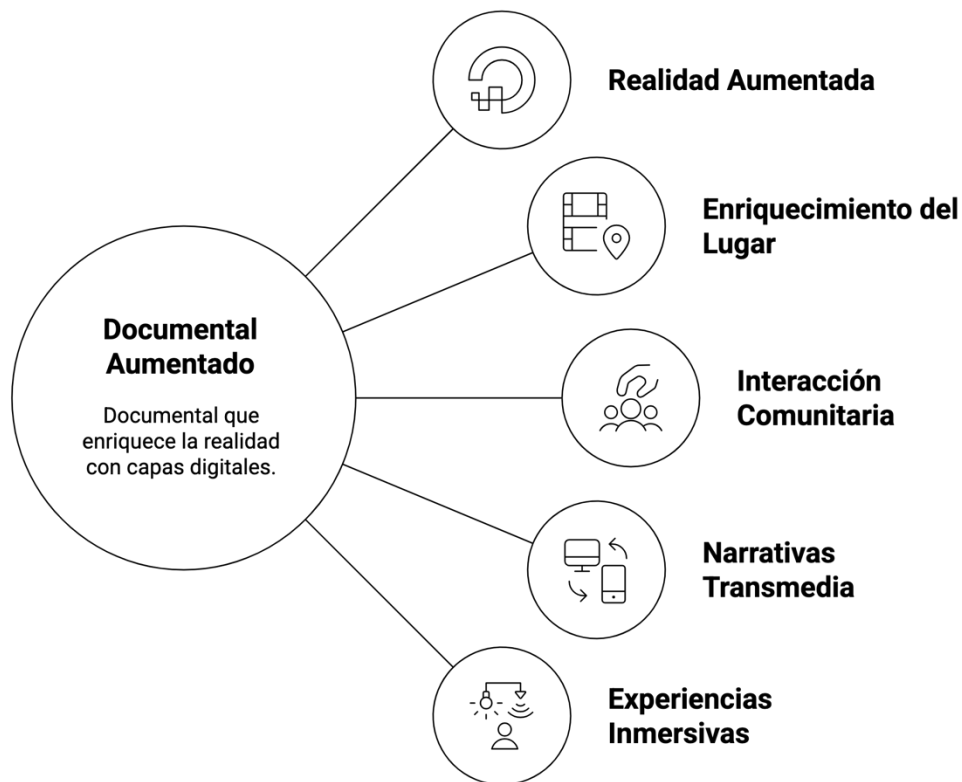 Realidad Aumentada
Enriquecimiento del
Lugar
Documental
Aumentado
Documental que
enriquece la realidad
con capas digitales.
Interacción
Comunitaria
Narrativas
Transmedia
Experiencias
Inmersivas